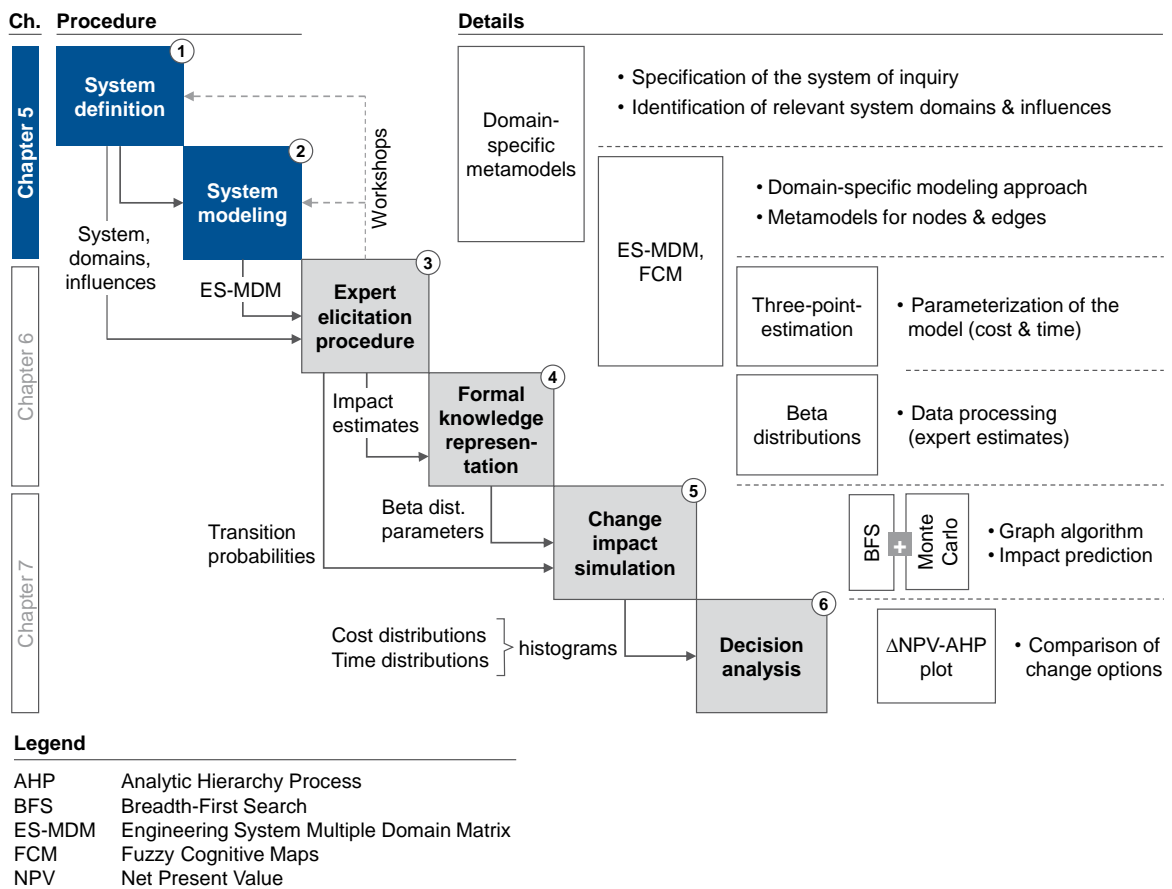 Ch.
Procedure
Details
Chapter 5
Chapter 6
Chapter 7
1
System
definition
2
System
modeling
Workshops
System,
domains,
influences
ES-MDM
3
Expert
elicitation
procedure
Impact
estimates
4
Formal
knowledge
represen-
tation
Transition
probabilities
Beta dist.
parameters
5
Change
impact
simulation
Cost distributions
Time distributions
histograms
6
Decision
analysis
Domain-
specific
metamodels
• Specification of the system of inquiry
• Identification of relevant system domains & influences
ES-MDM,
FCM
• Domain-specific modeling approach
• Metamodels for nodes & edges
Three-point-
estimation
• Parameterization of the
model (cost & time)
Beta
distributions
• Data processing
(expert estimates)
BFS
+
Monte
Carlo
• Graph algorithm
• Impact prediction
ΔNPV-AHP
plot
• Comparison of
change options
Legend
AHP Analytic Hierarchy Process
BFS Breadth-First Search
ES-MDM Engineering System Multiple Domain Matrix
FCM Fuzzy Cognitive Maps
NPV Net Present Value